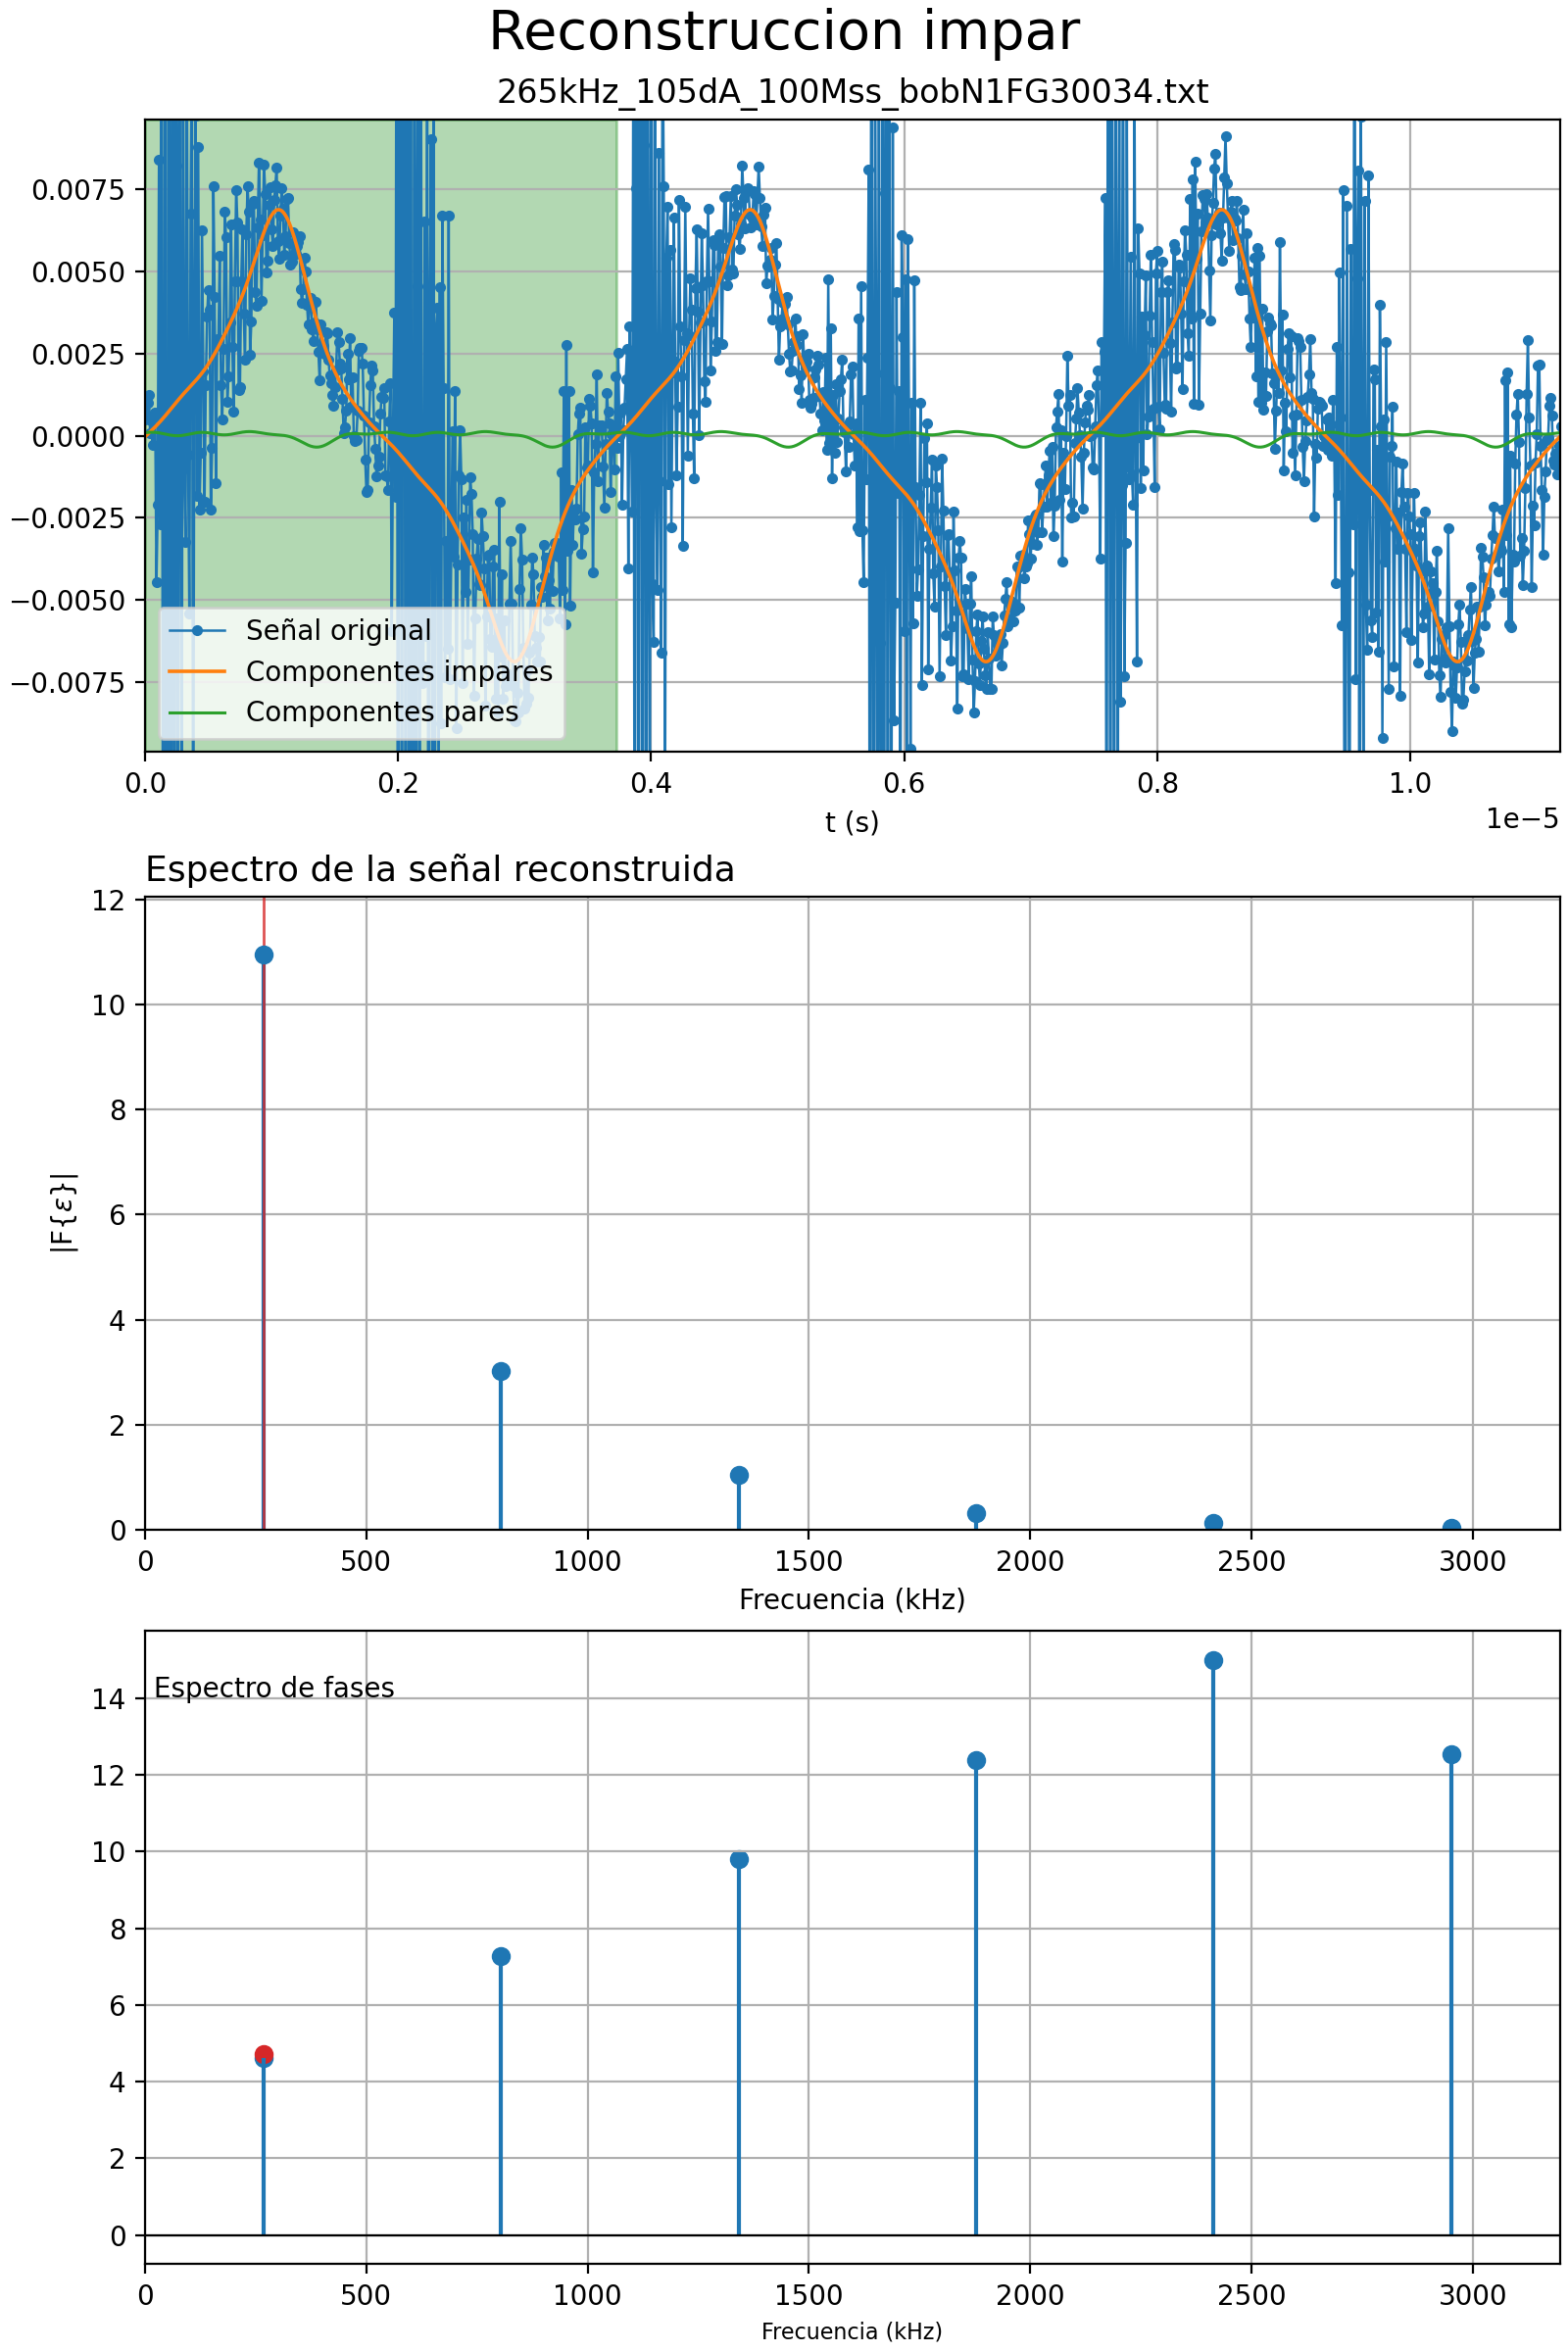 Reconstruccion impar
265kHz_105dA_100Mss_bobN1FG30034.txt
0.0075
0.0050
0.0025
0.0000
−0.0025
−0.0050
−0.0075
Señal original
Componentes impares
Componentes pares
0.0 0.2 0.4 0.6 0.8 1.0
t (s)
1e−5
Espectro de la señal reconstruida
12
10
8
6
4
2
0
|F{ε}|
0 500 1000 1500 2000 2500 3000
Frecuencia (kHz)
Espectro de fases
14
12
10
8
6
4
2
0
0 500 1000 1500 2000 2500 3000
Frecuencia (kHz)